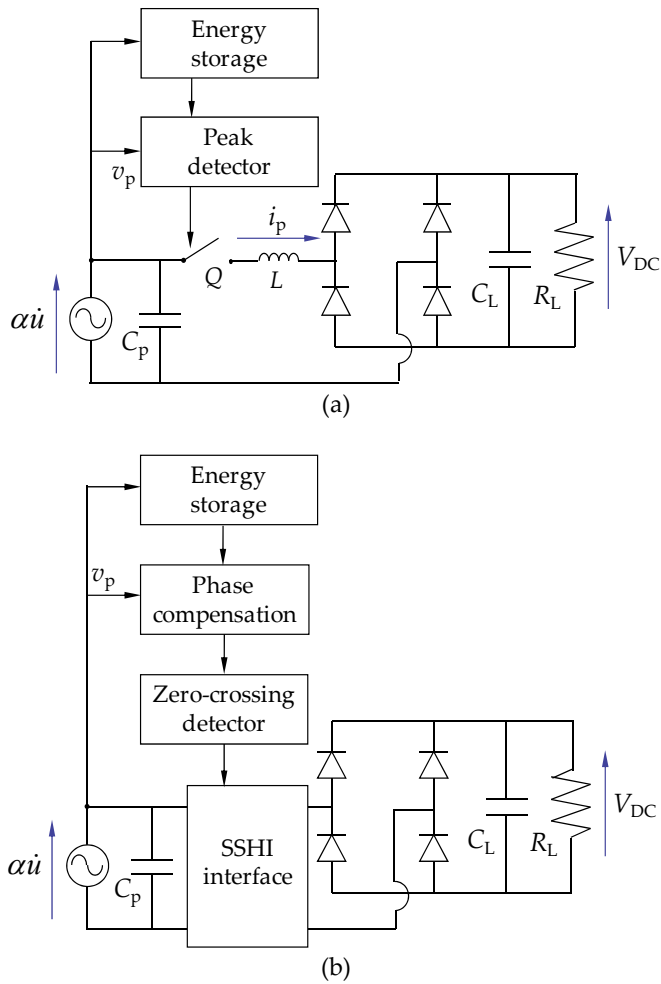 Energy
storage
Peak
detector
v_p
i_p
Q
L
C_L
R_L
V_DC
αu̇
C_p
(a)
Energy
storage
v_p
Phase
compensation
Zero-crossing
detector
SSHI
interface
C_L
R_L
V_DC
αu̇
C_p
(b)